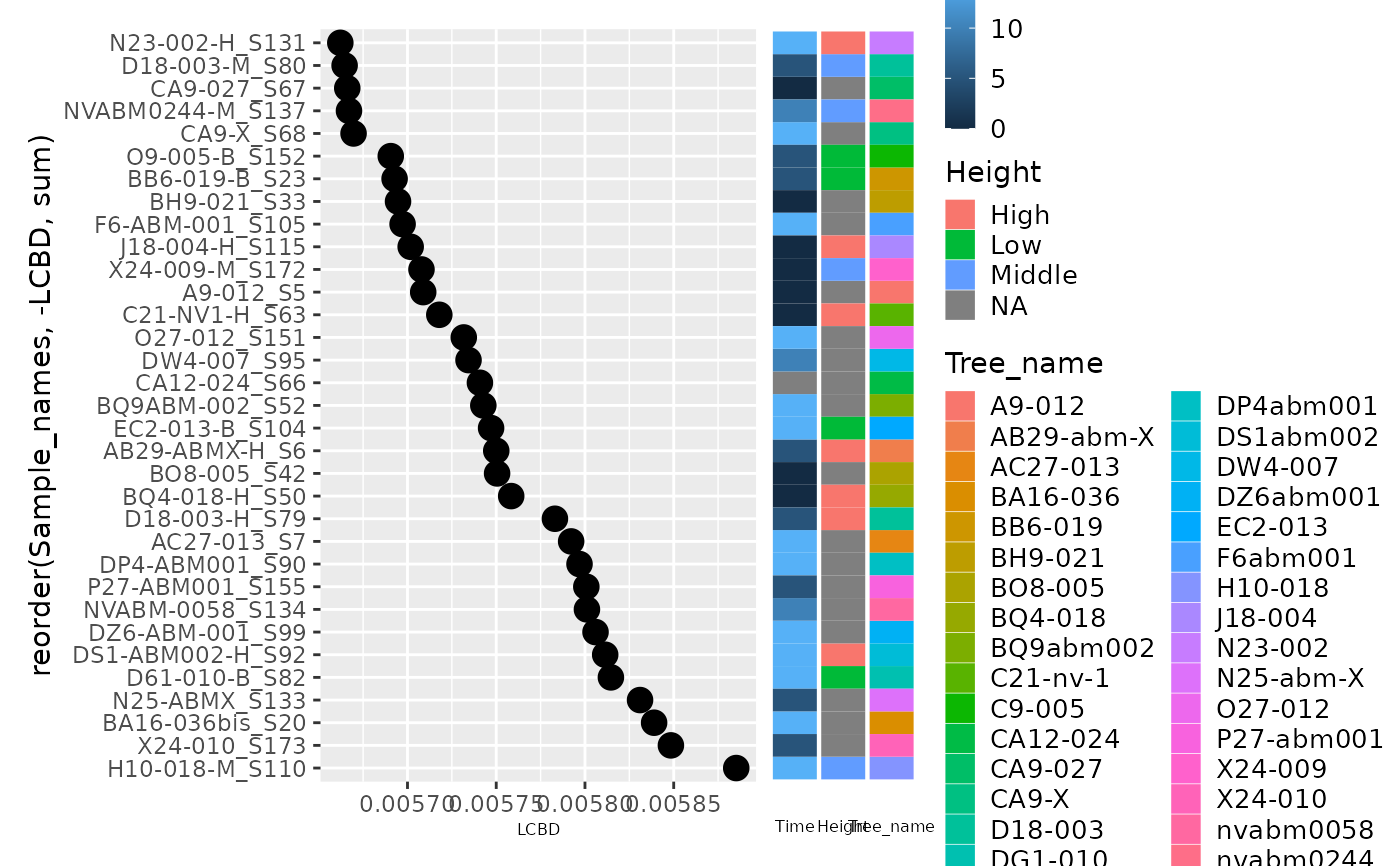 reorder(Sample_names, -LCBD, sum)
N23-002-H_S131
D18-003-M_S80
CA9-027_S67
NVABM0244-M_S137
CA9-X_S68
O9-005-B_S152
BB6-019-B_S23
BH9-021_S33
F6-ABM-001_S105
J18-004-H_S115
X24-009-M_S172
A9-012_S5
C21-NV1-H_S63
O27-012_S151
DW4-007_S95
CA12-024_S66
BQ9ABM-002_S52
EC2-013-B_S104
AB29-ABMX-H_S6
BO8-005_S42
BQ4-018-H_S50
D18-003-H_S79
AC27-013_S7
DP4-ABM001_S90
P27-ABM001_S155
NVABM-0058_S134
DZ6-ABM-001_S99
DS1-ABM002-H_S92
D61-010-B_S82
N25-ABMX_S133
BA16-036bis_S20
X24-010_S173
H10-018-M_S110
0.00570 0.00575 0.00580 0.00585
LCBD
Time Height Tree_name
10
5
0
Height
High
Low
Middle
NA
Tree_name
A9-012
AB29-abm-X
AC27-013
BA16-036
BB6-019
BH9-021
BO8-005
BQ4-018
BQ9abm002
C21-nv-1
C9-005
CA12-024
CA9-027
CA9-X
D18-003
DG1-010
DP4abm001
DS1abm002
DW4-007
DZ6abm001
EC2-013
F6abm001
H10-018
J18-004
N23-002
N25-abm-X
O27-012
P27-abm001
X24-009
X24-010
nvabm0058
nvabm0244